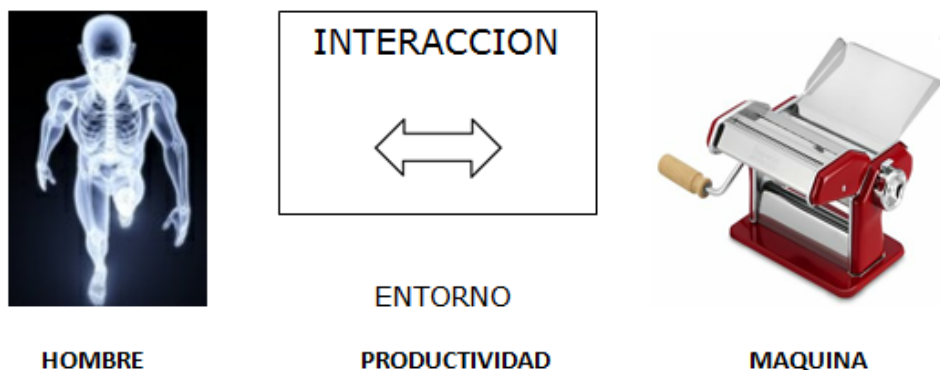 INTERACCION
ENTORNO
HOMBRE
PRODUCTIVIDAD
MAQUINA